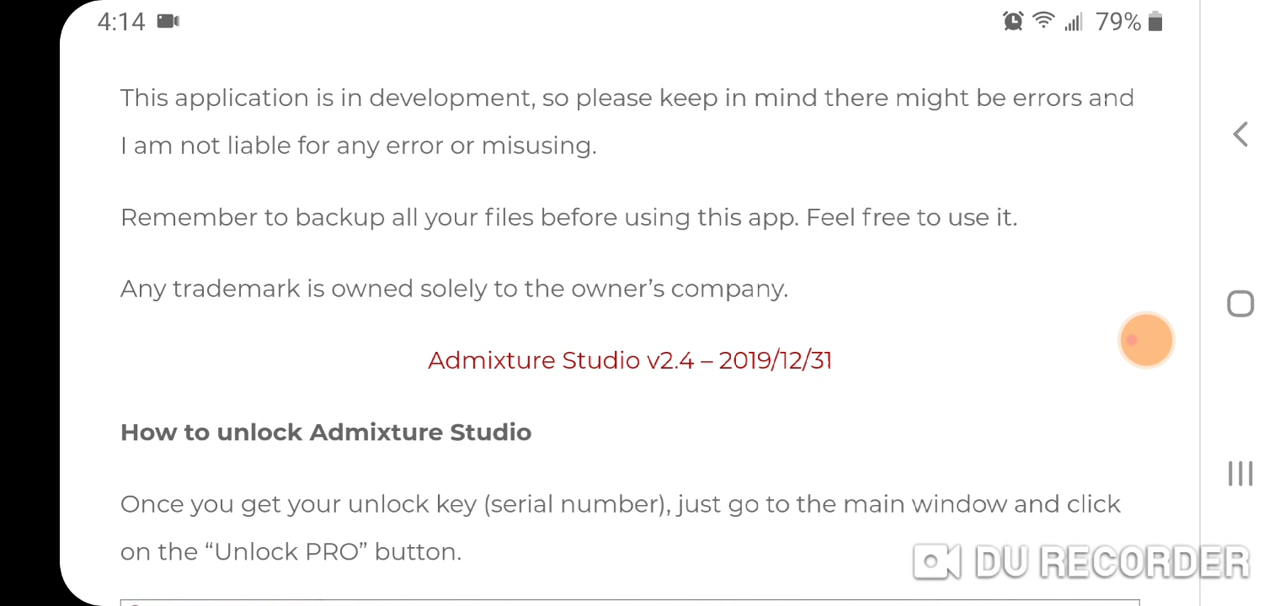 4:14 79%
This application is in development, so please keep in mind there might be errors and
I am not liable for any error or misusing.
Remember to backup all your files before using this app. Feel free to use it.
Any trademark is owned solely to the owner’s company.
Admixture Studio v2.4 – 2019/12/31
How to unlock Admixture Studio
Once you get your unlock key (serial number), just go to the main window and click
on the “Unlock PRO” button.
DU RECORDER